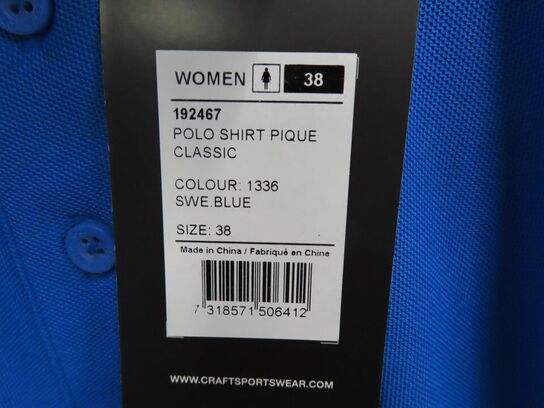 WOMEN 38
192467
POLO SHIRT PIQUE
CLASSIC
COLOUR: 1336
SWE.BLUE
SIZE: 38
Made in China / Fabriqué en Chine
7 318571 506412
WWW.CRAFTSPORTSWEAR.COM